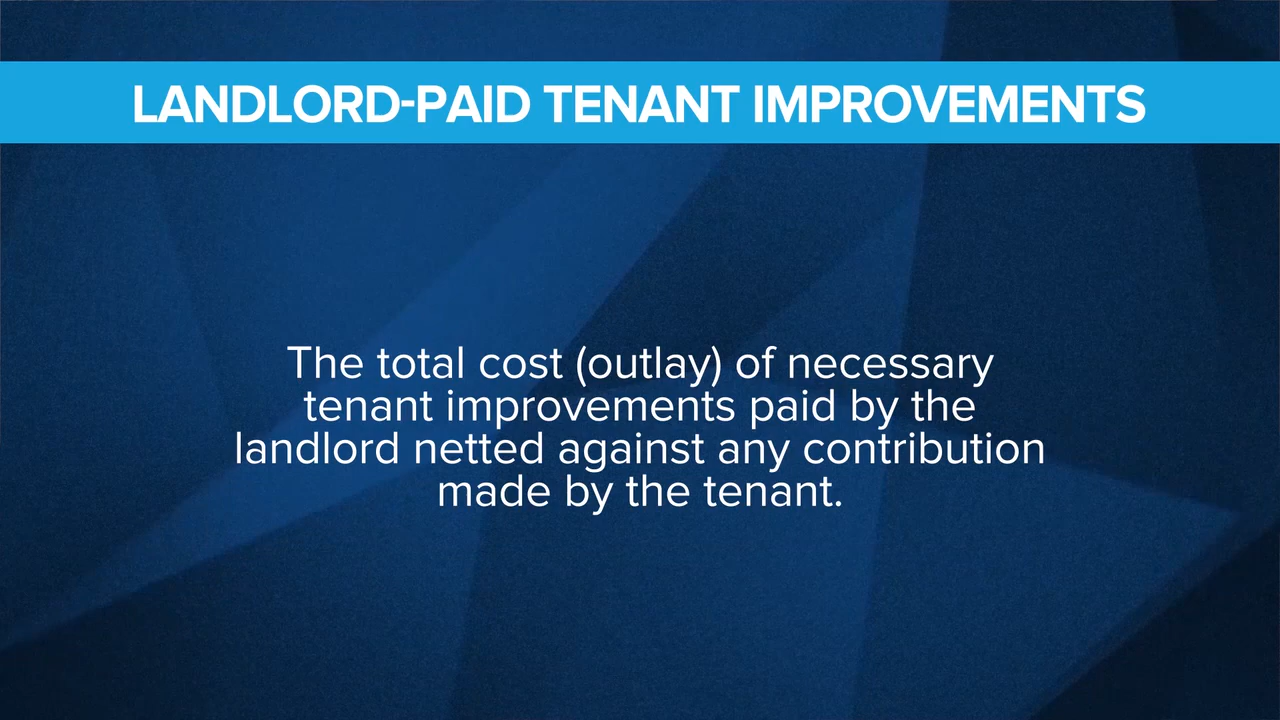 LANDLORD-PAID TENANT IMPROVEMENTS
The total cost (outlay) of necessary
tenant improvements paid by the
landlord netted against any contribution
made by the tenant.